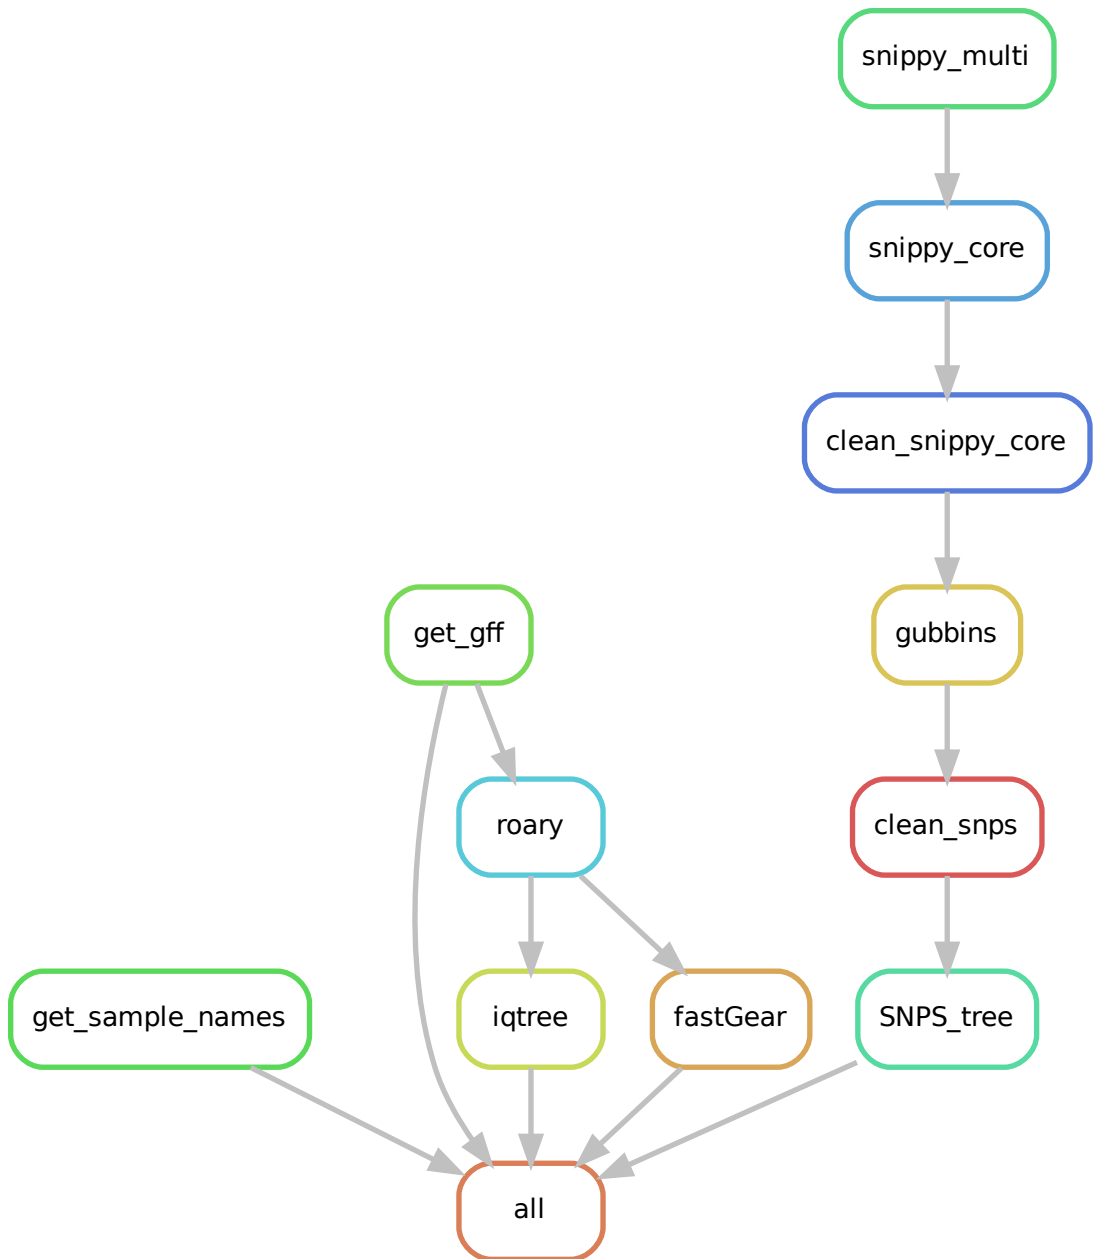 snippy_multi
snippy_core
clean_snippy_core
get_gff
gubbins
roary
clean_snps
get_sample_names
iqtree
fastGear
SNPS_tree
all